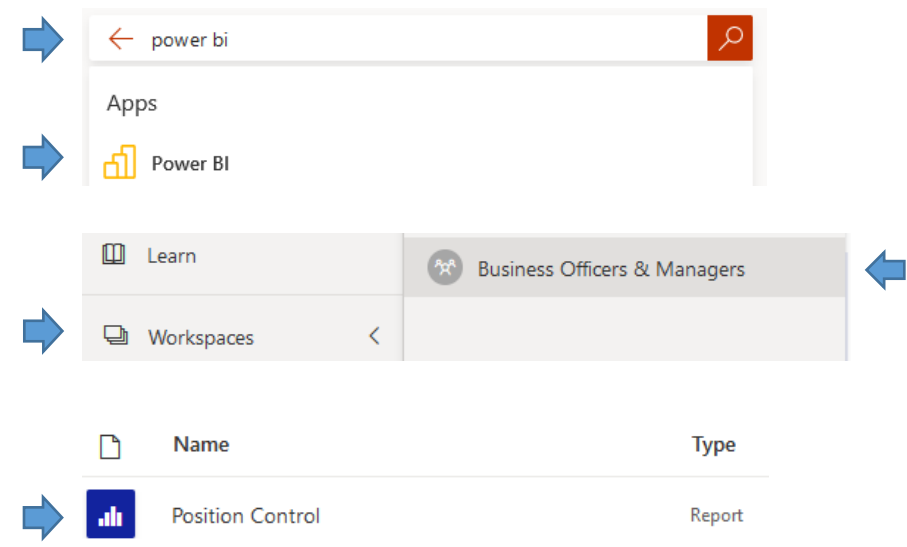 power bi
Apps
Power BI
Learn
Business Officers & Managers
Workspaces
Name Type
Position Control Report